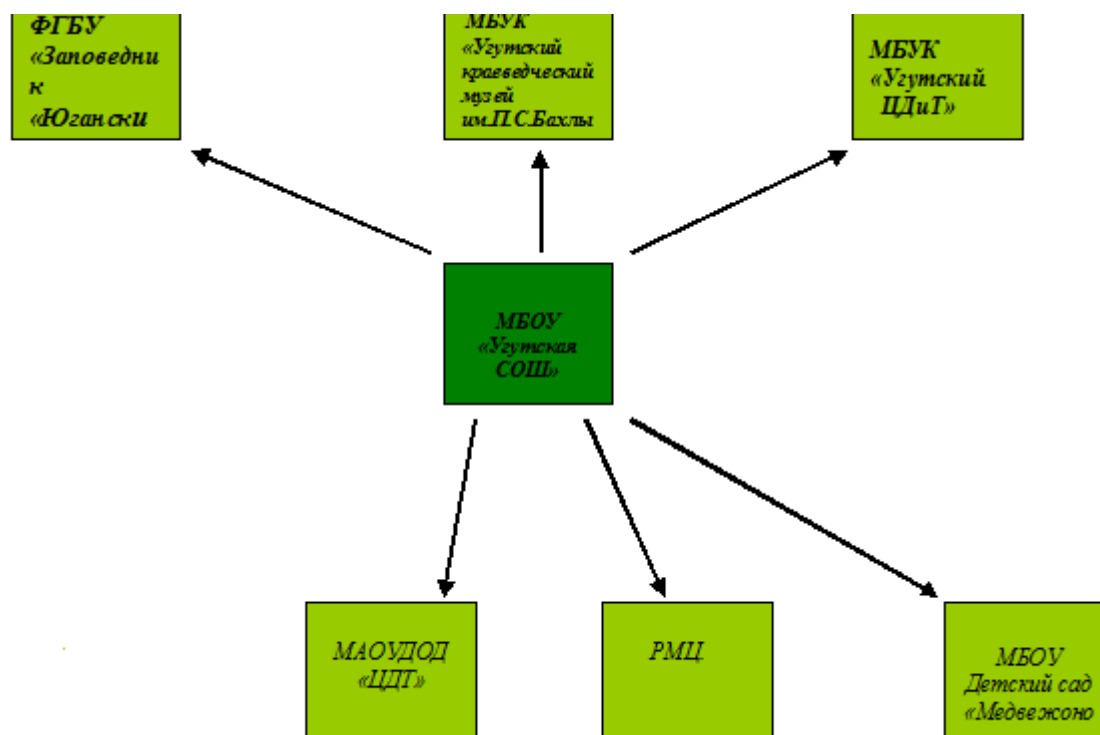 ФГБУ
«Заповедни
к
«Югански
МБУК
«Угутский
краеведческий
музей
им.П.С.Бахлы
МБУК
«Угутский
ЦДиТ»
МБОУ
«Угутская
СОШ»
МАОУДОД
«ЦДТ»
РМЦ
МБОУ
Детский сад
«Медвежоно